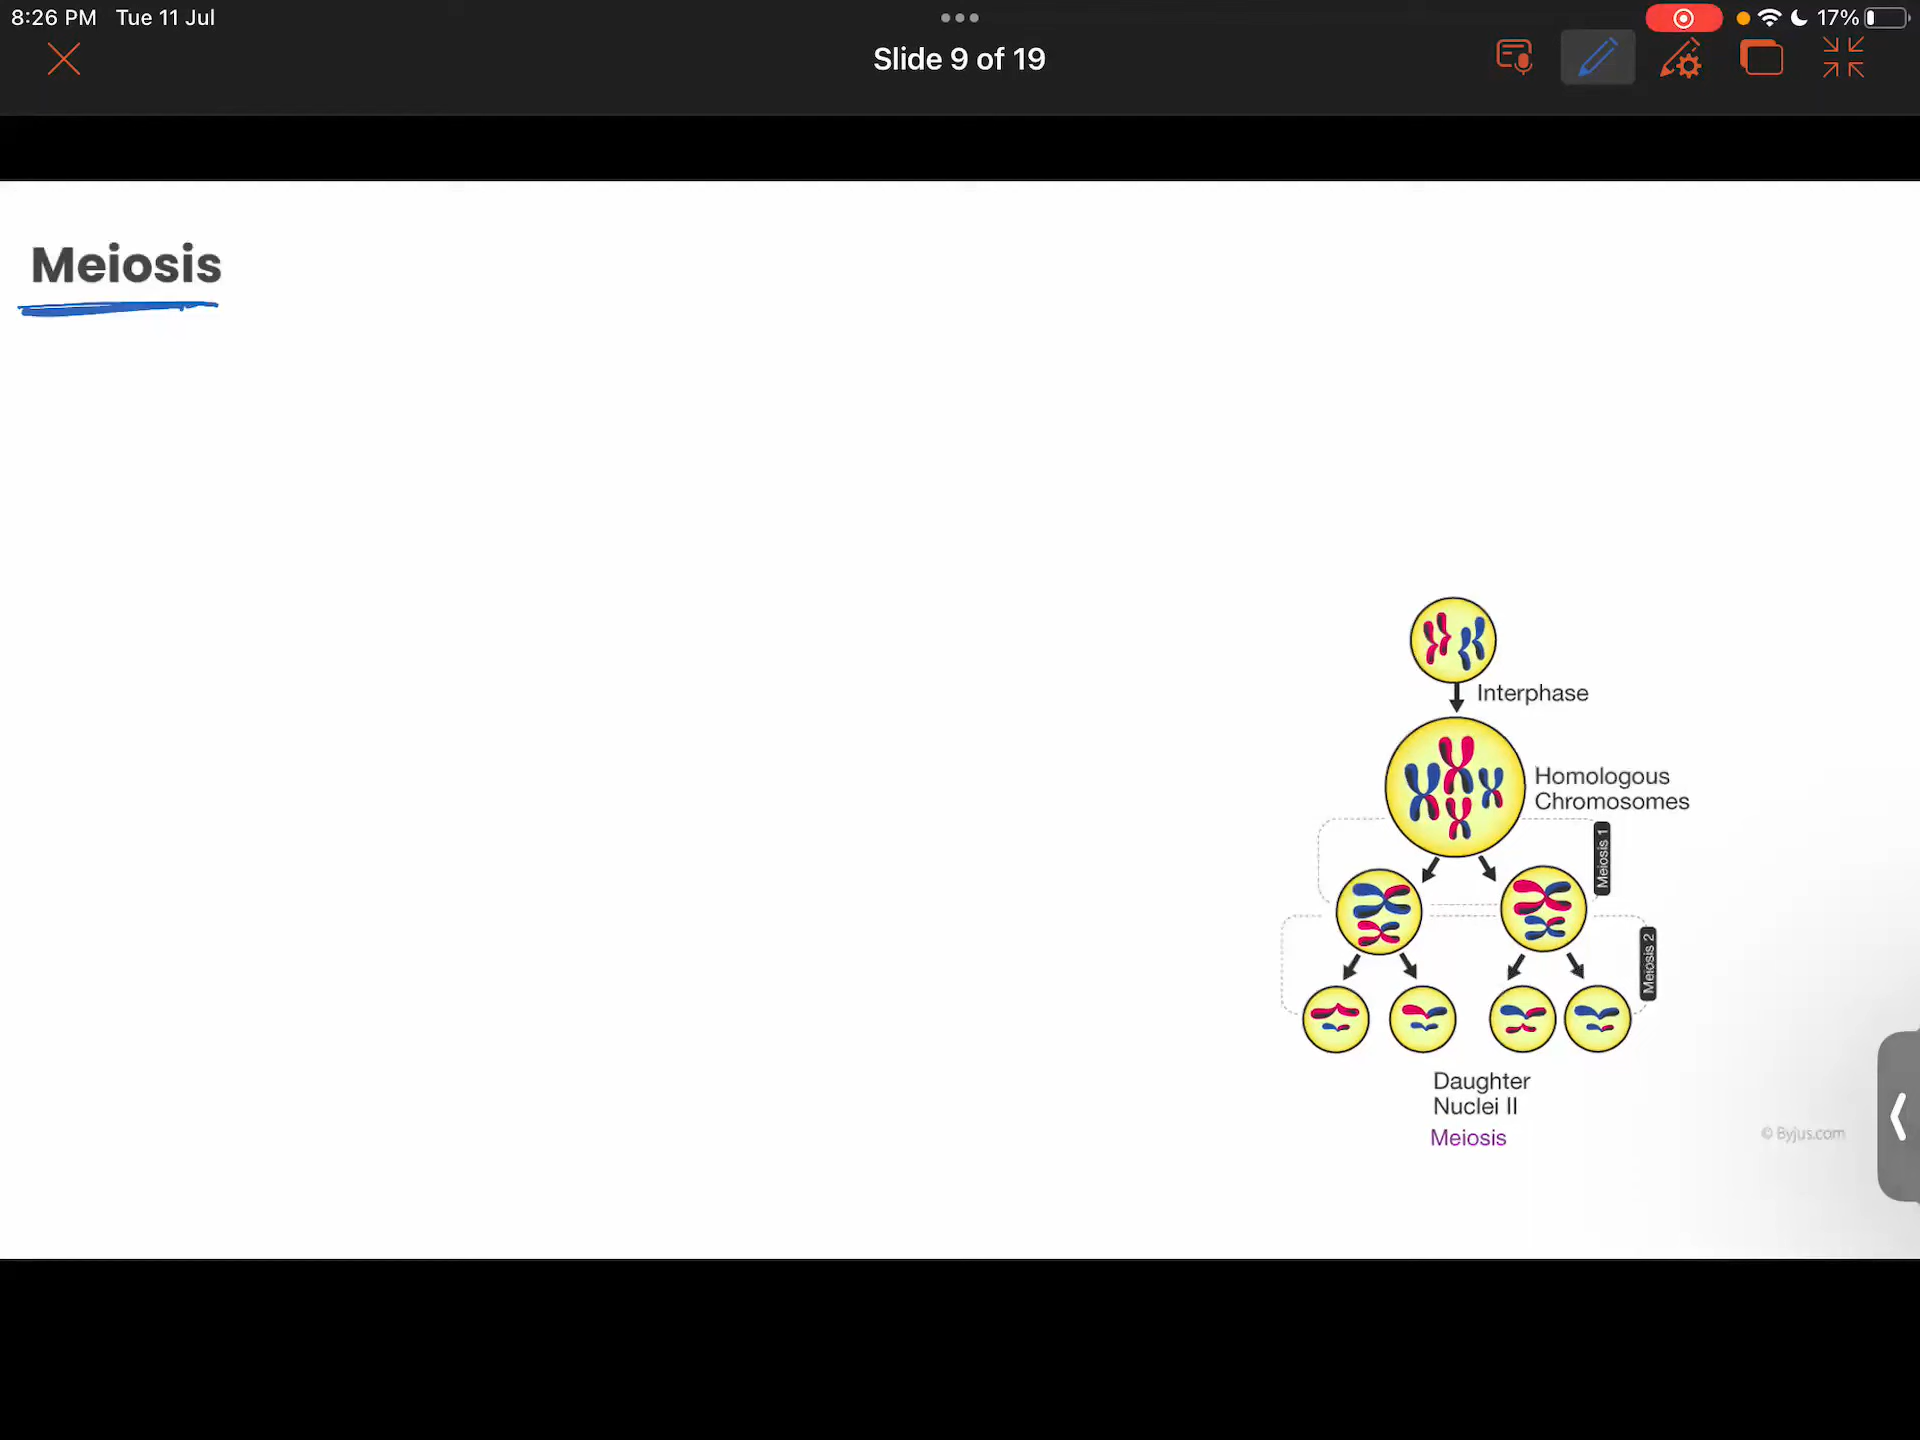 8:26 PM Tue 11 Jul
17%
Slide 9 of 19
Meiosis
Interphase
Homologous
Chromosomes
Meiosis 1
Meiosis 2
Daughter
Nuclei II
Meiosis
© Byjus.com